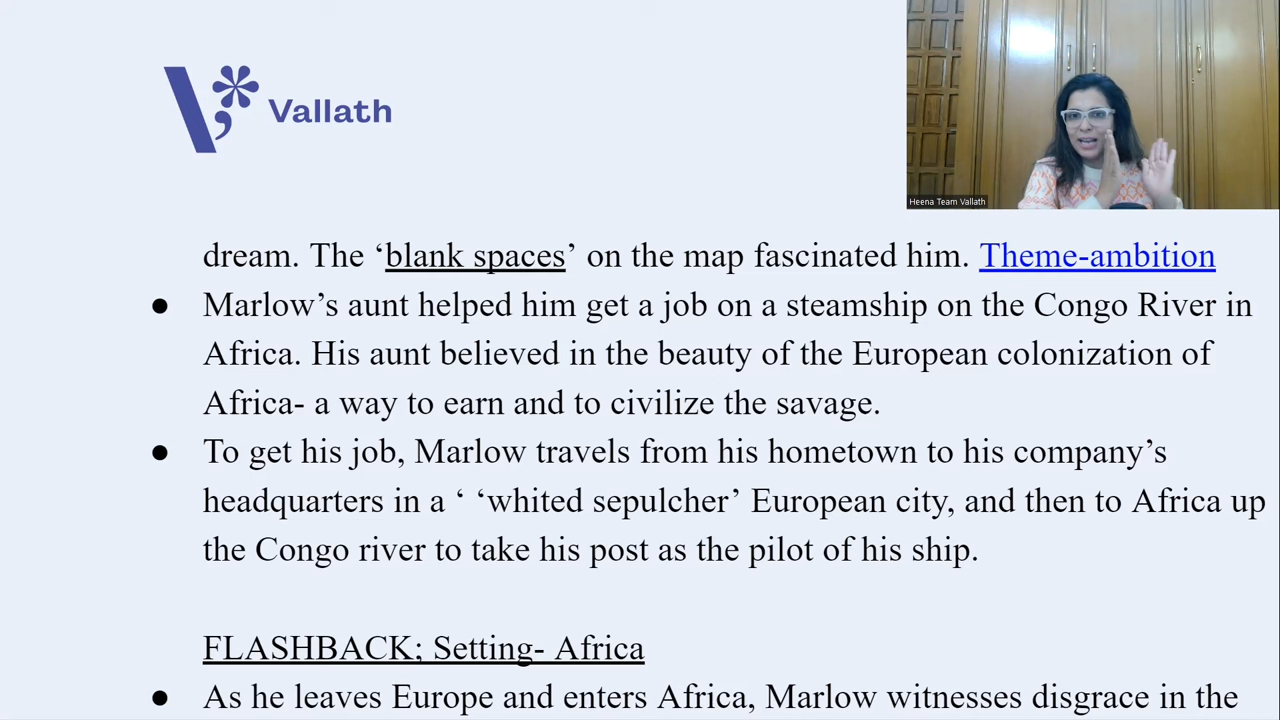 Vallath
Heena Team Vallath
dream. The ‘blank spaces’ on the map fascinated him. Theme-ambition
● Marlow’s aunt helped him get a job on a steamship on the Congo River in
Africa. His aunt believed in the beauty of the European colonization of
Africa- a way to earn and to civilize the savage.
● To get his job, Marlow travels from his hometown to his company’s
headquarters in a ‘ ‘whited sepulcher’ European city, and then to Africa up
the Congo river to take his post as the pilot of his ship.
FLASHBACK; Setting- Africa
● As he leaves Europe and enters Africa, Marlow witnesses disgrace in the